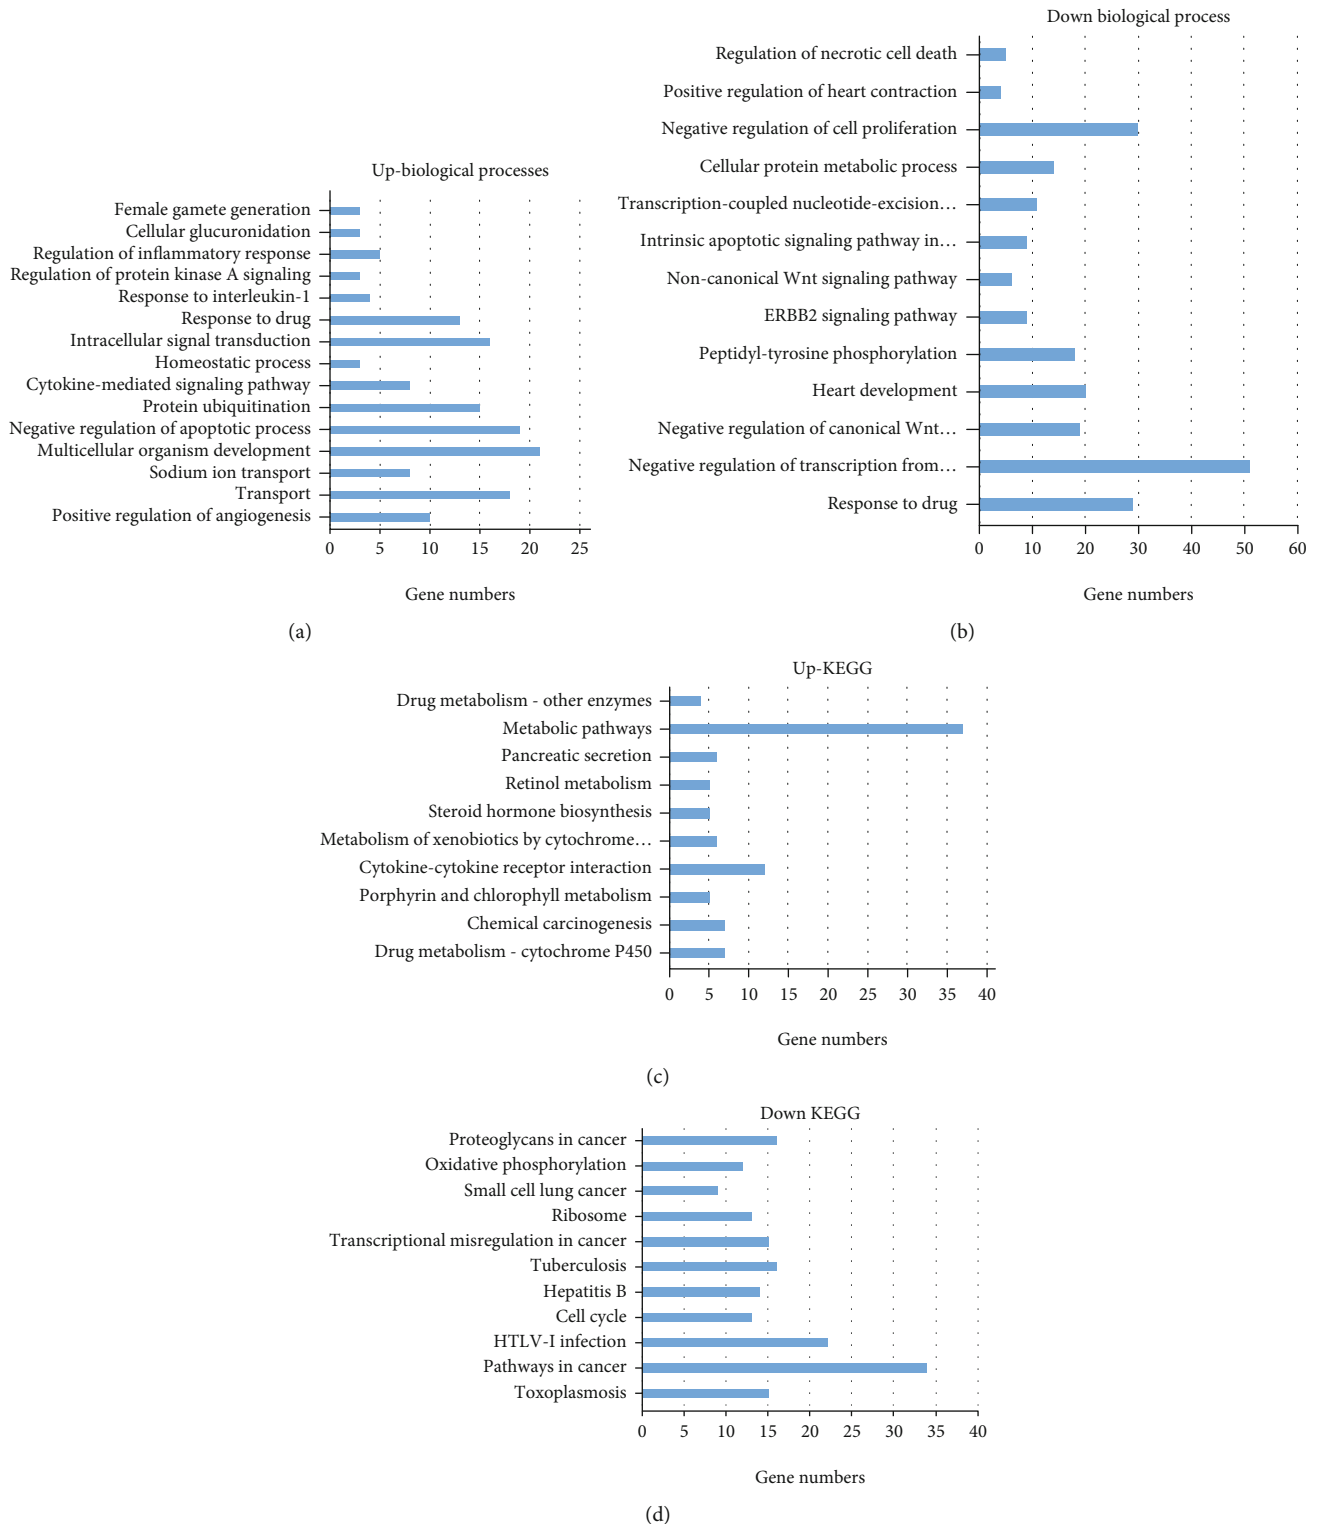 Up-biological processes
Female gamete generation
Cellular glucuronidation
Regulation of inflammatory response
Regulation of protein kinase A signaling
Response to interleukin-1
Response to drug
Intracellular signal transduction
Homeostatic process
Cytokine-mediated signaling pathway
Protein ubiquitination
Negative regulation of apoptotic process
Multicellular organism development
Sodium ion transport
Transport
Positive regulation of angiogenesis
0 5 10 15 20 25
Gene numbers
(a)
Down biological process
Regulation of necrotic cell death
Positive regulation of heart contraction
Negative regulation of cell proliferation
Cellular protein metabolic process
Transcription-coupled nucleotide-excision…
Intrinsic apoptotic signaling pathway in…
Non-canonical Wnt signaling pathway
ERBB2 signaling pathway
Peptidyl-tyrosine phosphorylation
Heart development
Negative regulation of canonical Wnt…
Negative regulation of transcription from…
Response to drug
0 10 20 30 40 50 60
Gene numbers
(b)
Up-KEGG
Drug metabolism - other enzymes
Metabolic pathways
Pancreatic secretion
Retinol metabolism
Steroid hormone biosynthesis
Metabolism of xenobiotics by cytochrome…
Cytokine-cytokine receptor interaction
Porphyrin and chlorophyll metabolism
Chemical carcinogenesis
Drug metabolism - cytochrome P450
0 5 10 15 20 25 30 35 40
Gene numbers
(c)
Down KEGG
Proteoglycans in cancer
Oxidative phosphorylation
Small cell lung cancer
Ribosome
Transcriptional misregulation in cancer
Tuberculosis
Hepatitis B
Cell cycle
HTLV-I infection
Pathways in cancer
Toxoplasmosis
0 5 10 15 20 25 30 35 40
Gene numbers
(d)